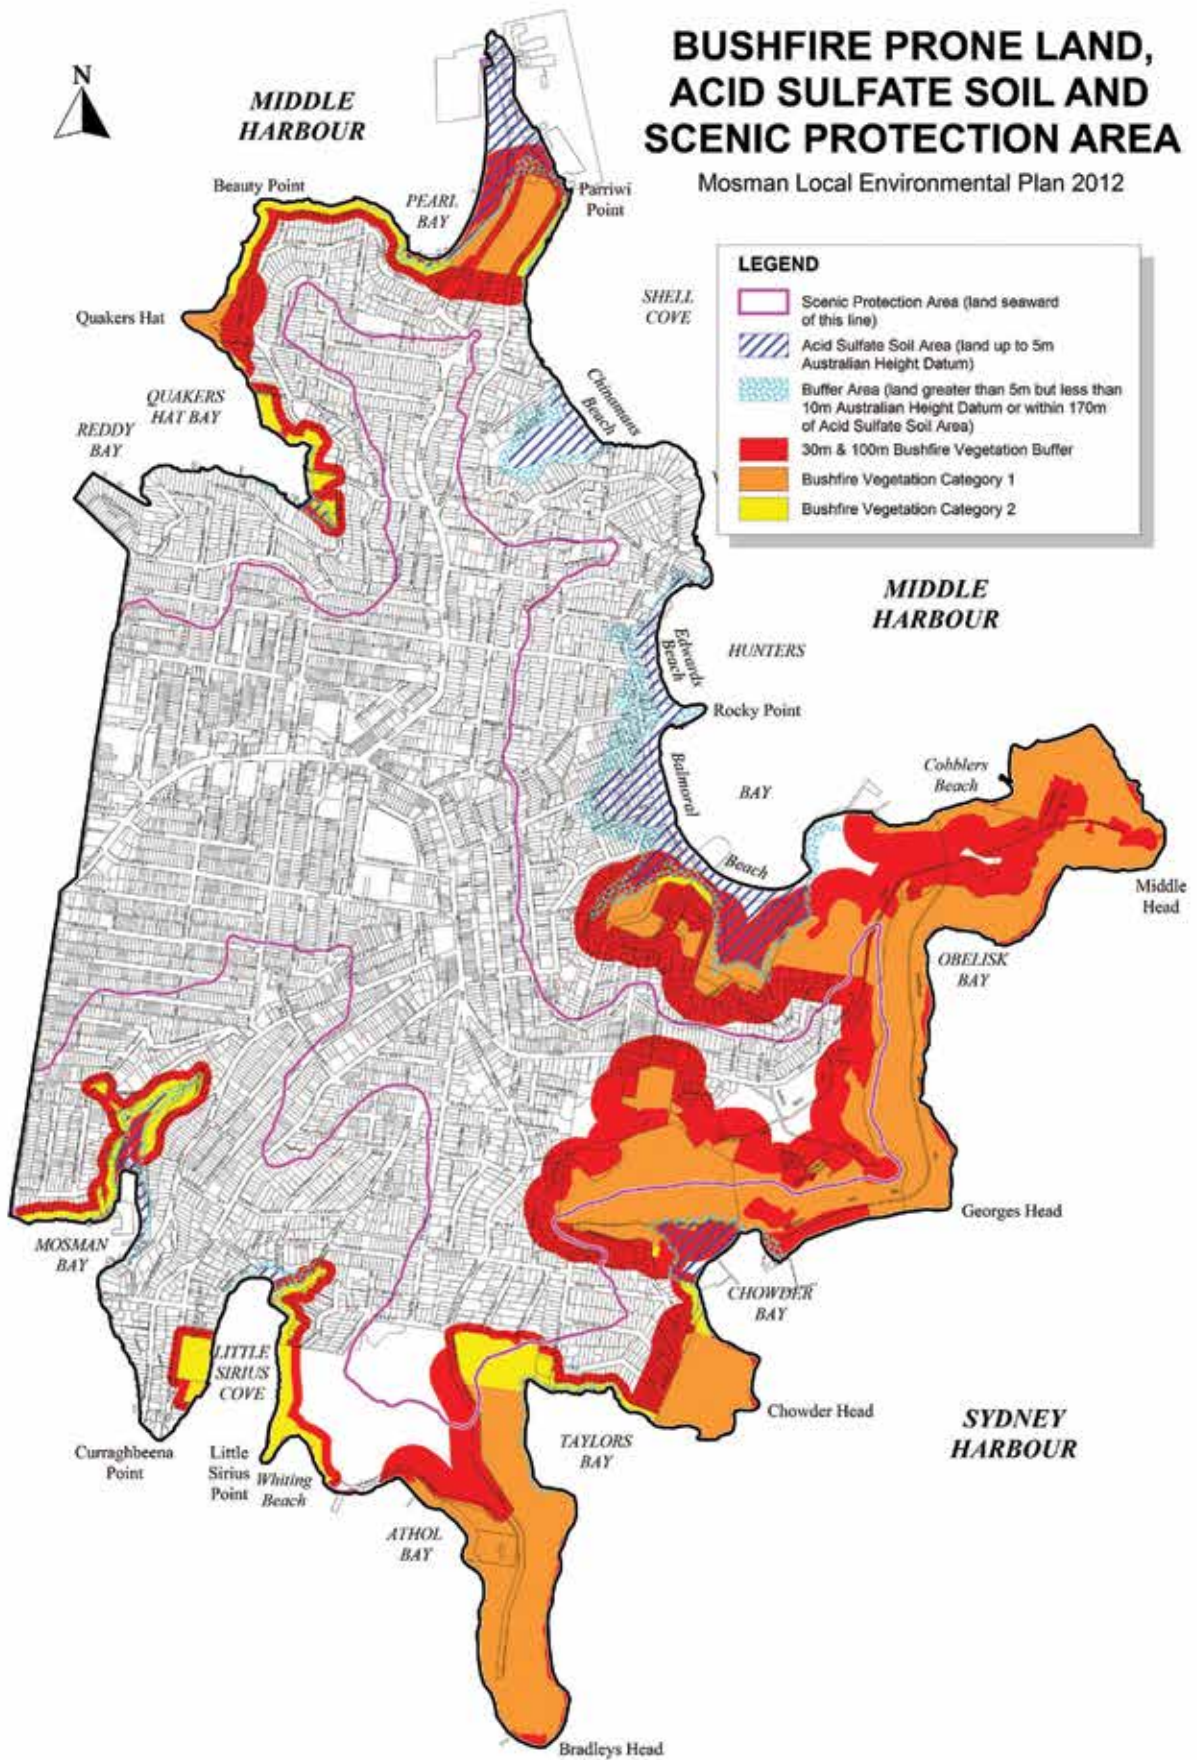 BUSHFIRE PRONE LAND,
ACID SULFATE SOIL AND
SCENIC PROTECTION AREA
Mosman Local Environmental Plan 2012
N
MIDDLE
HARBOUR
Beauty Point
PEARL
BAY
Parriwi
Point
LEGEND
Scenic Protection Area (land seaward
of this line)
Acid Sulfate Soil Area (land up to 5m
Australian Height Datum)
Buffer Area (land greater than 5m but less than
10m Australian Height Datum or within 170m
of Acid Sulfate Soil Area)
30m & 100m Bushfire Vegetation Buffer
Bushfire Vegetation Category 1
Bushfire Vegetation Category 2
SHELL
COVE
Quakers Hat
QUAKERS
HAT BAY
REDDY
BAY
Chinamans
Beach
MIDDLE
HARBOUR
Edwards
Beach
HUNTERS
Rocky Point
Balmoral
BAY
Beach
Cobblers
Beach
Middle
Head
OBELISK
BAY
Georges Head
MOSMAN
BAY
CHOWDER
BAY
LITTLE
SIRIUS
COVE
Chowder Head
SYDNEY
HARBOUR
TAYLORS
BAY
Curraghbeena
Point
Little
Sirius
Point
Whiting
Beach
ATHOL
BAY
Bradleys Head